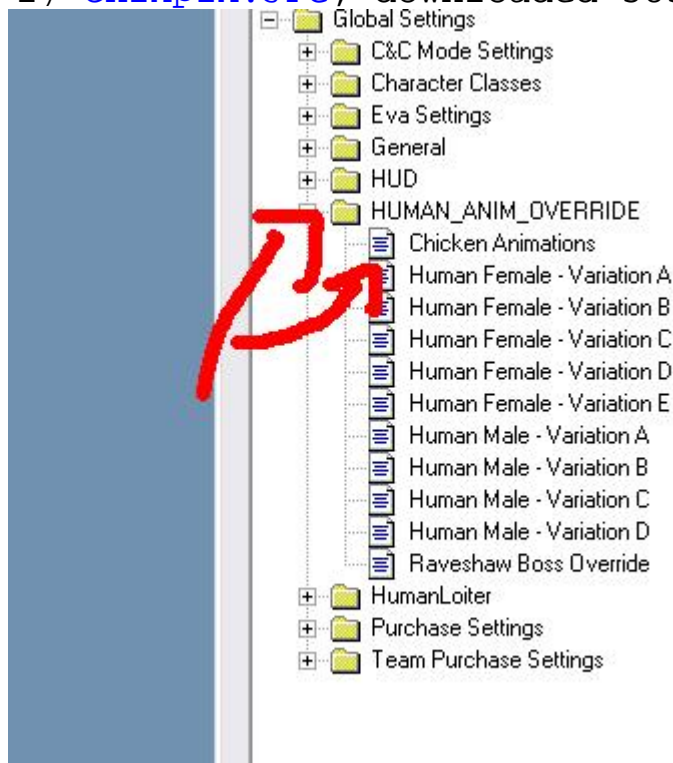 Global Settings
C&C Mode Settings
Character Classes
Eva Settings
General
HUD
HUMAN_ANIM_OVERRIDE
Chicken Animations
Human Female - Variation A
Human Female - Variation B
Human Female - Variation C
Human Female - Variation D
Human Female - Variation E
Human Male - Variation A
Human Male - Variation B
Human Male - Variation C
Human Male - Variation D
Raveshaw Boss Override
HumanLoiter
Purchase Settings
Team Purchase Settings